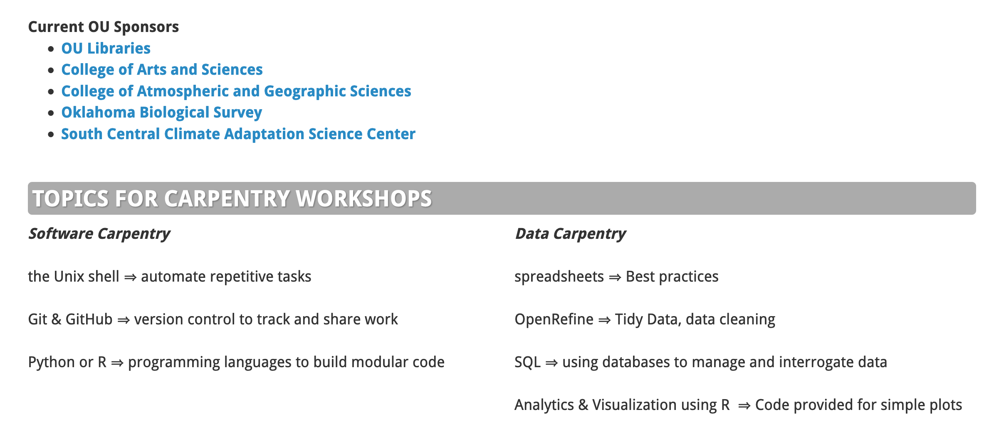 Current OU Sponsors
• OU Libraries
• College of Arts and Sciences
• College of Atmospheric and Geographic Sciences
• Oklahoma Biological Survey
• South Central Climate Adaptation Science Center
TOPICS FOR CARPENTRY WORKSHOPS
Software Carpentry
the Unix shell ⇒ automate repetitive tasks
Git & GitHub ⇒ version control to track and share work
Python or R ⇒ programming languages to build modular code
Data Carpentry
spreadsheets ⇒ Best practices
OpenRefine ⇒ Tidy Data, data cleaning
SQL ⇒ using databases to manage and interrogate data
Analytics & Visualization using R ⇒ Code provided for simple plots